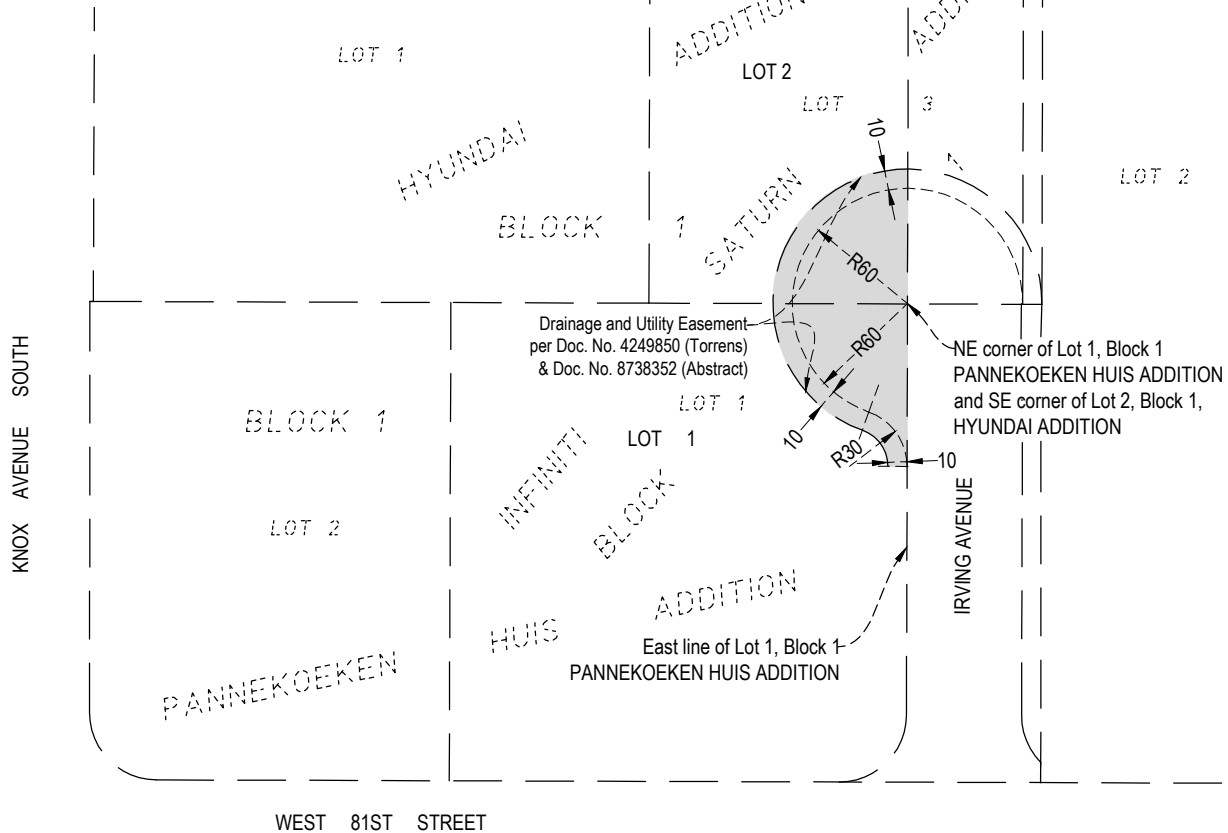 ADDITION
ADDI
LOT 1
LOT 2
LOT 3
10
1
HYUNDAI
SATURN
LOT 2
BLOCK 1
R60
Drainage and Utility Easement
per Doc. No. 4249850 (Torrens)
& Doc. No. 8738352 (Abstract)
R60
NE corner of Lot 1, Block 1
PANNEKOEKEN HUIS ADDITION
and SE corner of Lot 2, Block 1,
HYUNDAI ADDITION
KNOX AVENUE SOUTH
BLOCK 1
LOT 1
LOT 1
10
R30
10
INFINITI
BLOCK
LOT 2
IRVING AVENUE
ADDITION
HUIS
East line of Lot 1, Block 1
PANNEKOEKEN HUIS ADDITION
PANNEKOEKEN
WEST 81ST STREET